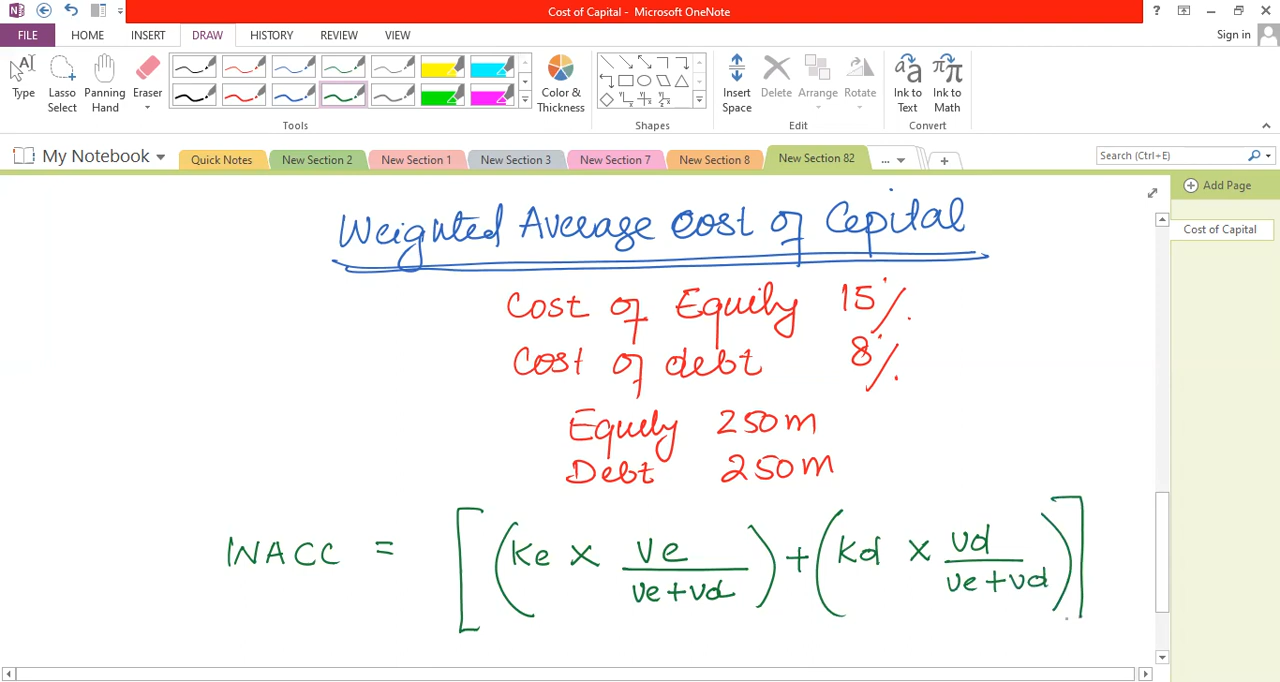 Cost of Capital - Microsoft OneNote
FILE HOME INSERT DRAW HISTORY REVIEW VIEW
Sign in
Type
Lasso Select
Panning Hand
Eraser
Color & Thickness
Insert Space
Delete
Arrange
Rotate
Ink to Text
Ink to Math
Tools
Shapes
Edit
Convert
My Notebook
Quick Notes
New Section 2
New Section 1
New Section 3
New Section 7
New Section 8
New Section 82
...
Search (Ctrl+E)
Add Page
Cost of Capital
Weighted Average Cost of Cepital
Cost of Equity 15%
Cost of debt 8%
Equity 250m
Debt 250m
WACC = [(Ke × Ve / Ve+Vd) + (Kd × Vd / Ve+Vd)]